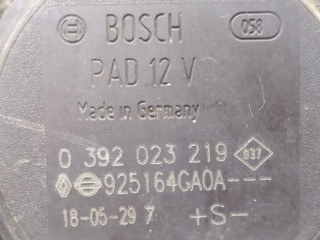 BOSCH 058
PAD 12 V
Made in Germany
0 392 023 219 037
925164GA0A---
18-05-29 7 +S-